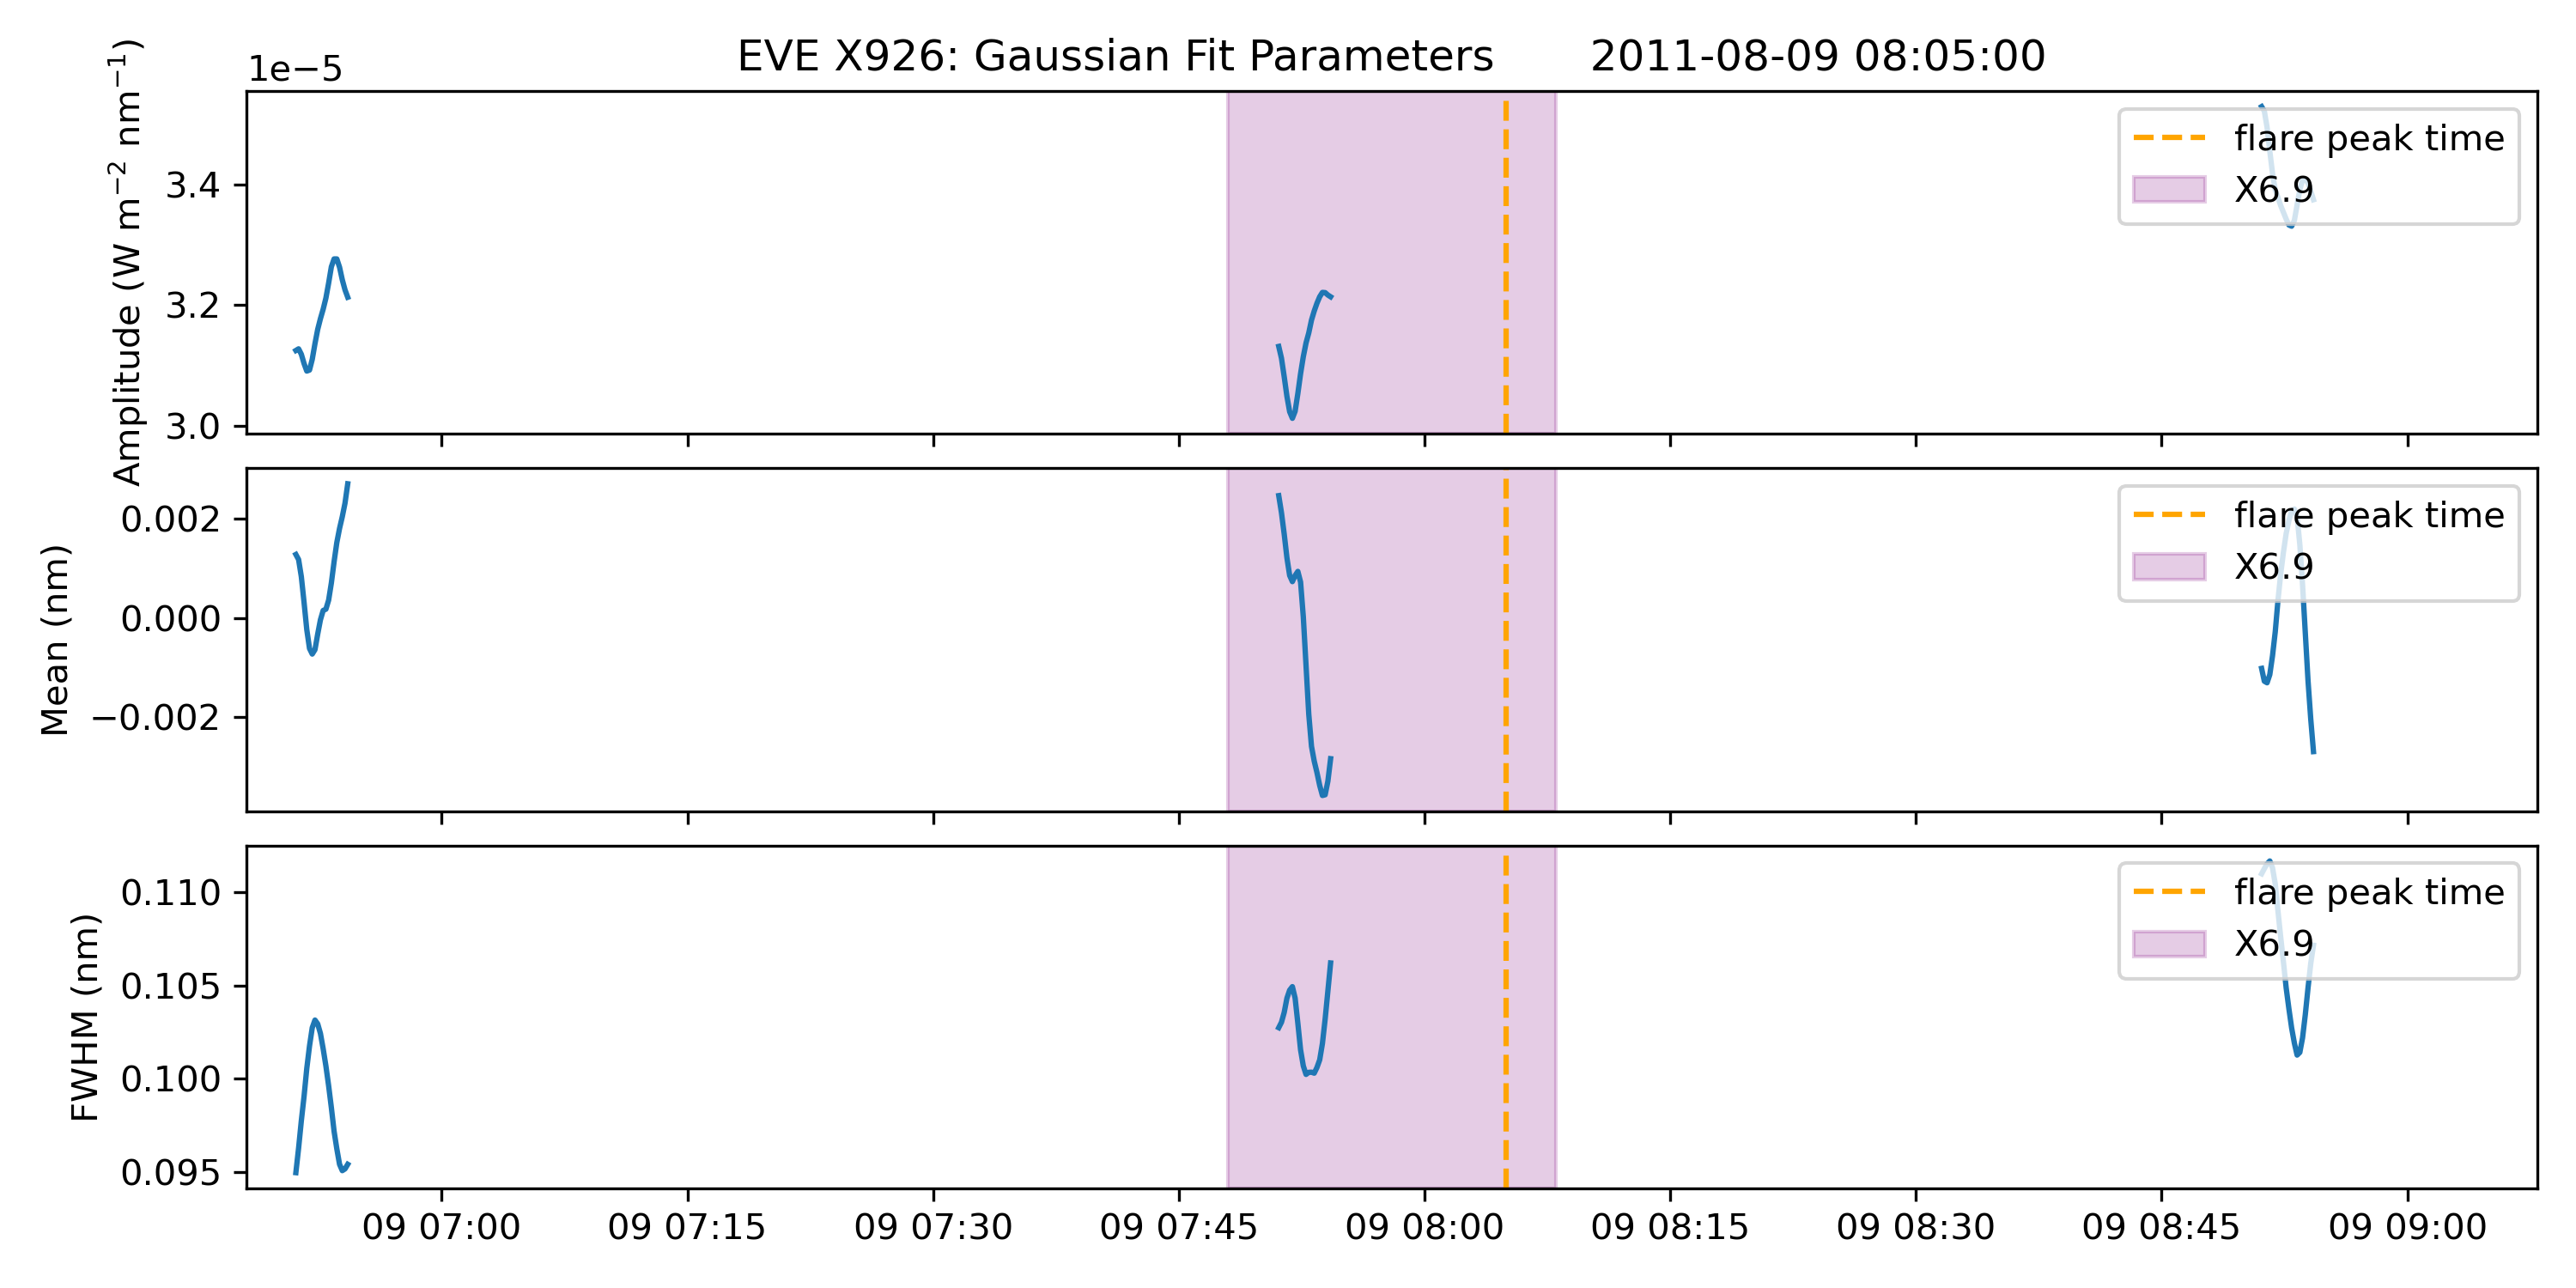 EVE X926: Gaussian Fit Parameters 2011-08-09 08:05:00
1e−5
Amplitude (W m⁻² nm⁻¹)
3.4
3.2
3.0
flare peak time
X6.9
Mean (nm)
0.002
0.000
−0.002
flare peak time
X6.9
FWHM (nm)
0.110
0.105
0.100
0.095
flare peak time
X6.9
09 07:00 09 07:15 09 07:30 09 07:45 09 08:00 09 08:15 09 08:30 09 08:45 09 09:00